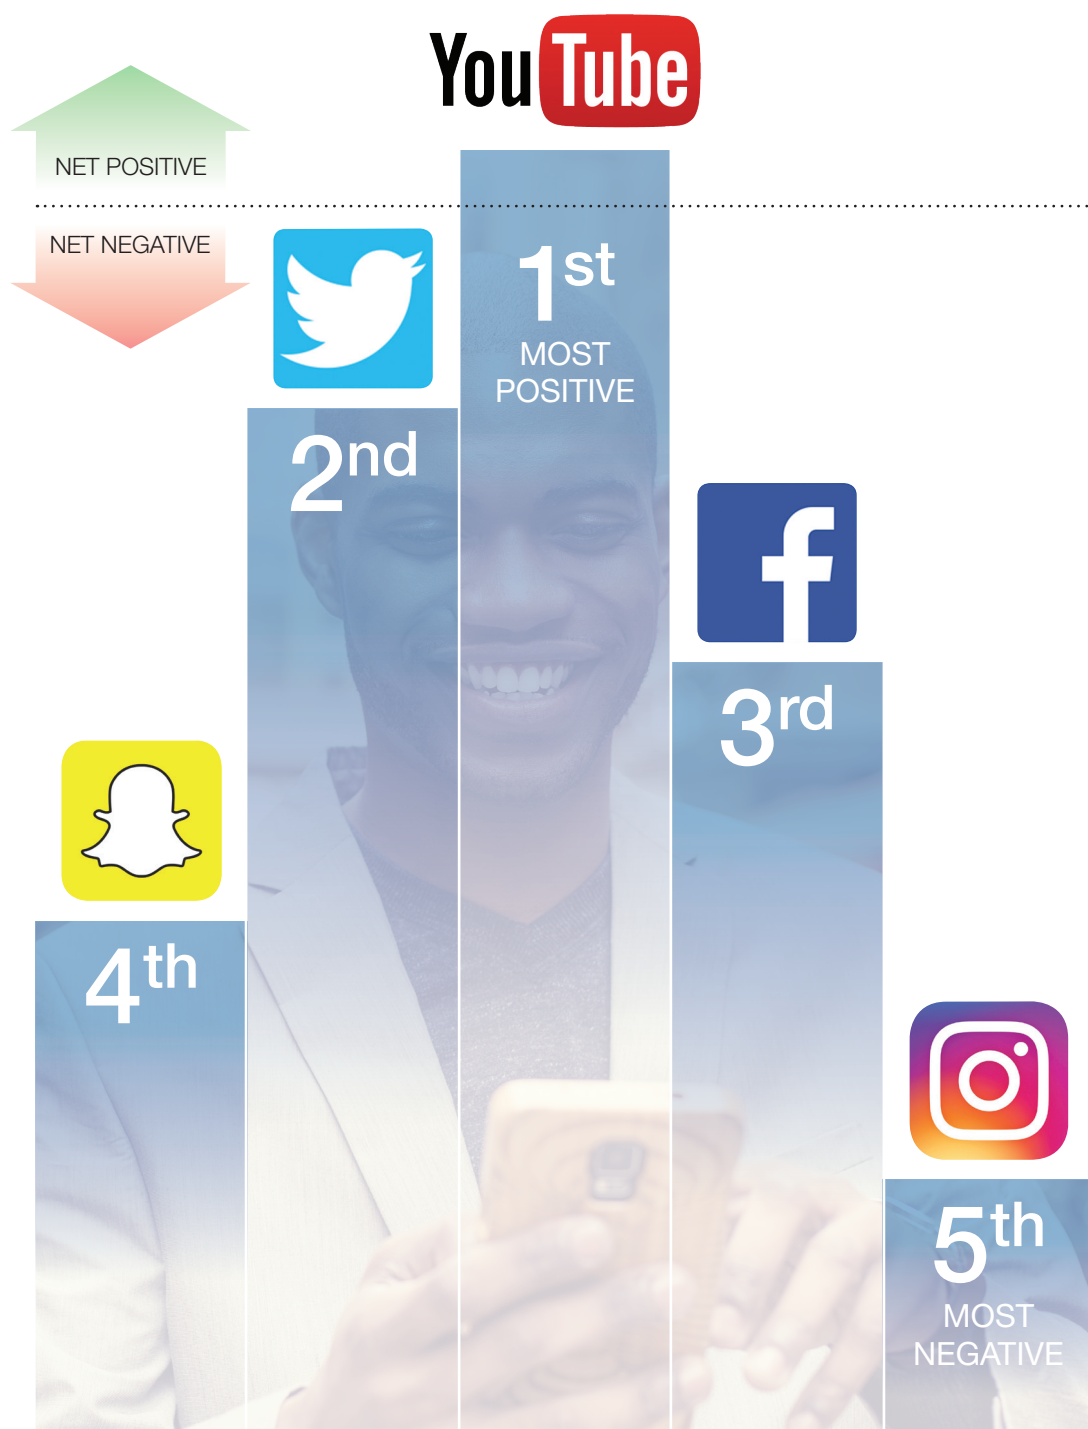 YouTube
NET POSITIVE
NET NEGATIVE
1st
MOST
POSITIVE
2nd
3rd
4th
5th
MOST
NEGATIVE